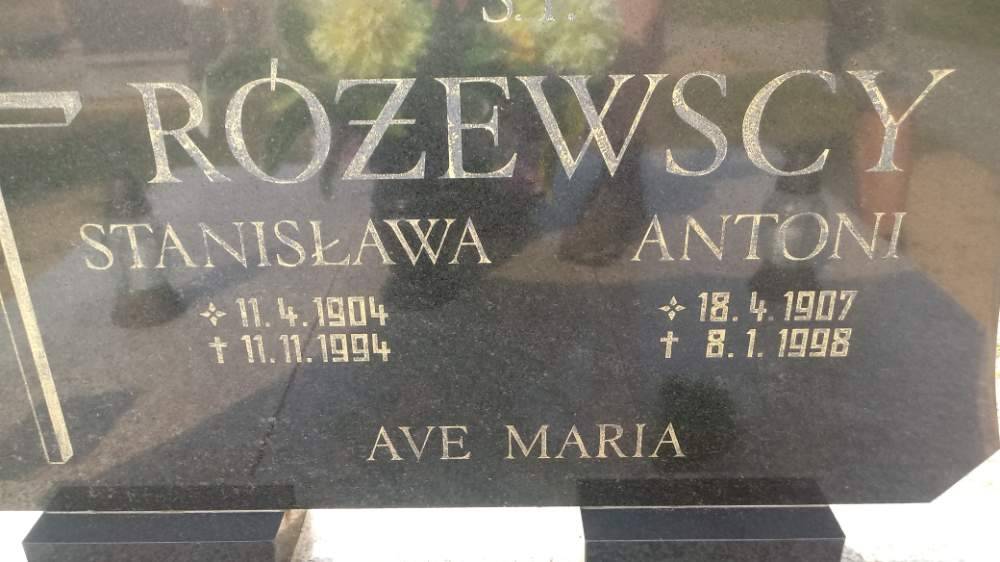 Ś. P.
RÓŻEWSCY
STANISŁAWA ANTONI
11.4.1904 18.4.1907
† 11.11.1994 † 8.1.1998
AVE MARIA